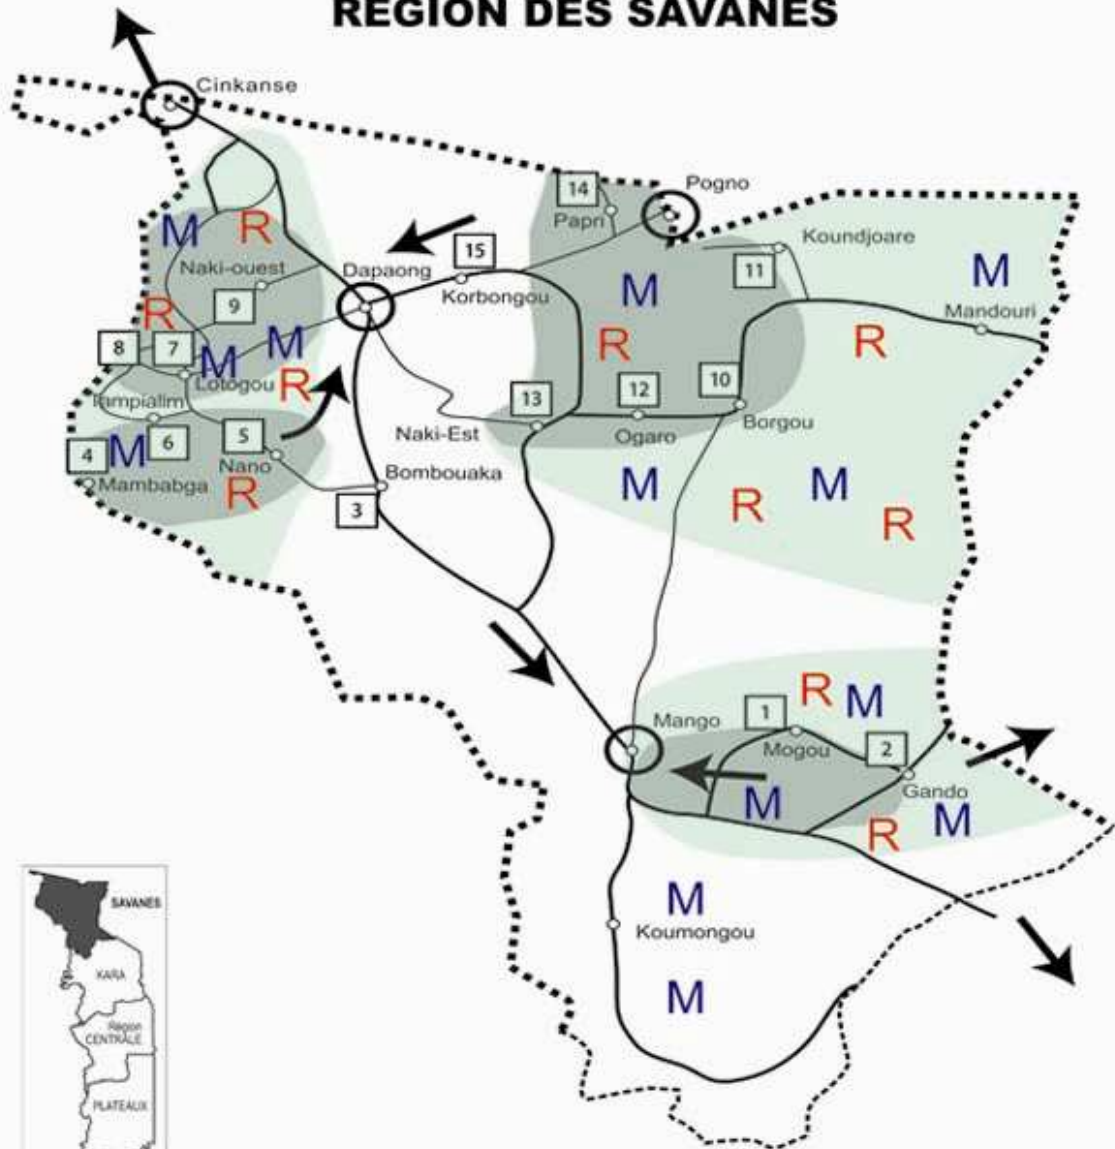 RÉGION DES SAVANES
Cinkanse
14
Pogno
Papri
M
R
15
Koundjoare
11
M
Naki-ouest
Dapaong
Korbongou
M
Mandouri
9
R
8
7
M
M
R
R
Lotogou
R
10
12
13
Tampialim
Borgou
Naki-Est
Ogaro
4
M
6
5
Nano
Bombouaka
Mambabga
R
3
M
M
R
R
R
M
1
Mango
Mogou
2
Gando
M
R
M
M
Koumongou
M
SAVANES
KARA
Région
CENTRALE
PLATEAUX